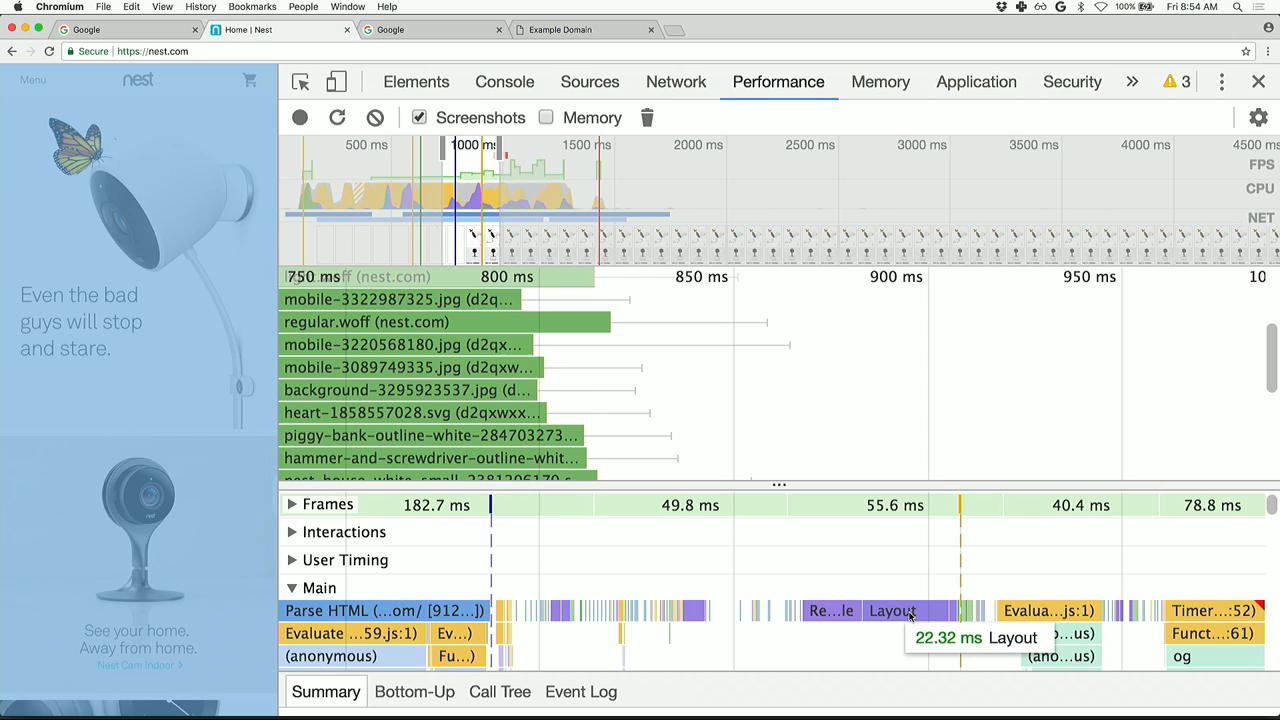 Chromium File Edit View History Bookmarks People Window Help 100% Fri 8:54 AM
Google Home | Nest Google Example Domain
Secure https://nest.com
Menu nest
Even the bad
guys will stop
and stare.
nest
See your home.
Away from home.
Nest Cam Indoor >
Elements Console Sources Network Performance Memory Application Security 3
Screenshots Memory
500 ms 1000 ms 1500 ms 2000 ms 2500 ms 3000 ms 3500 ms 4000 ms 4500 ms
FPS
CPU
NET
750 ms 800 ms 850 ms 900 ms 950 ms 10
mobile-3322987325.jpg (d2q...
regular.woff (nest.com)
mobile-3220568180.jpg (d2qx...
mobile-3089749335.jpg (d2qxw...
background-3295923537.jpg (d...
heart-1858557028.svg (d2qxwxx...
piggy-bank-outline-white-284703273...
hammer-and-screwdriver-outline-whit...
...
Frames 182.7 ms 49.8 ms 55.6 ms 40.4 ms 78.8 ms
Interactions
User Timing
Main
Parse HTML (...om/ [912...]) Re...le Layout Evalua...js:1) Timer...:52)
Evaluate ...59.js:1) Ev...) ...us) Funct...:61)
22.32 ms Layout
(anonymous) Fu...) (ano...us) og
Summary Bottom-Up Call Tree Event Log